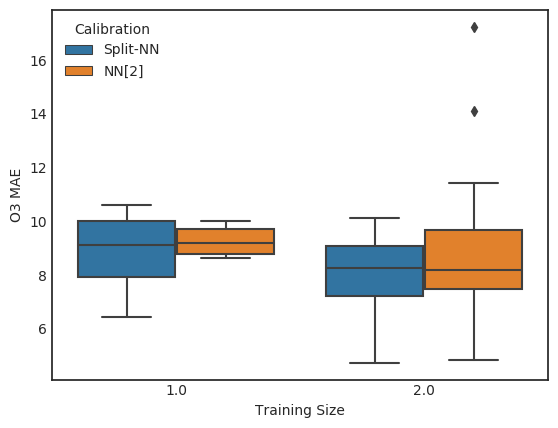 Calibration
Split-NN
NN[2]
16
14
12
10
8
6
O3 MAE
1.0
2.0
Training Size